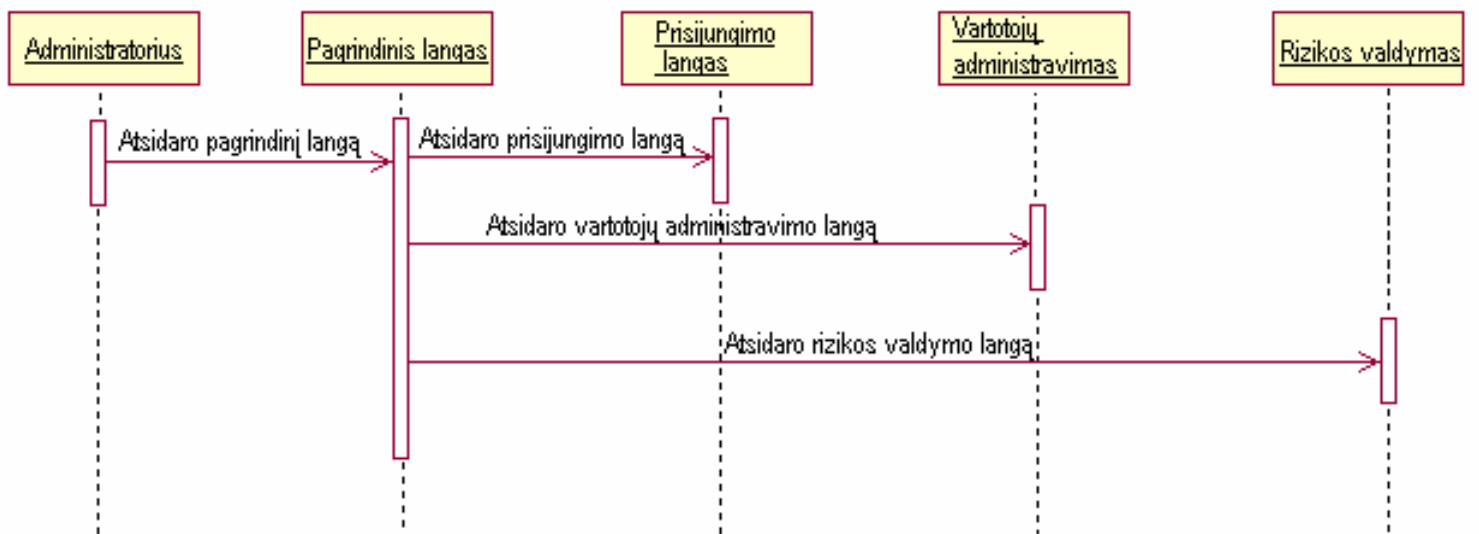 Administratorius
Pagrindinis langas
Prisijungimo
langas
Vartotojų
administravimas
Rizikos valdymas
Atsidaro pagrindinį langą
Atsidaro prisijungimo langą
Atsidaro vartotojų administravimo langą
Atsidaro rizikos valdymo langą